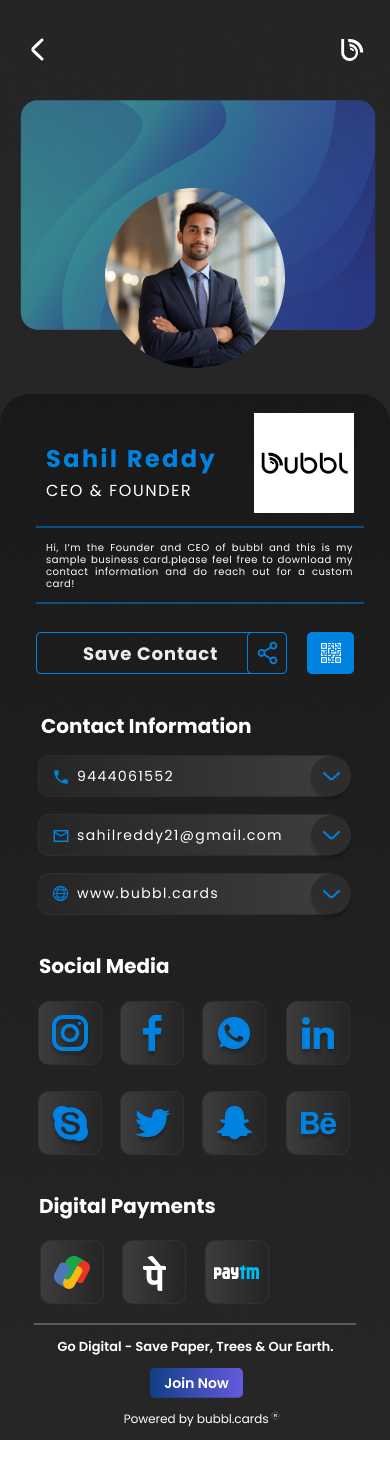 bubbl
Sahil Reddy
CEO & FOUNDER
Hi, I'm the Founder and CEO of bubbl and this is my
sample business card.please feel free to download my
contact information and do reach out for a custom
card!
Save Contact
Contact Information
9444061552
sahilreddy21@gmail.com
www.bubbl.cards
Social Media
Bē
Digital Payments
पे
paytm
Go Digital - Save Paper, Trees & Our Earth.
Join Now
Powered by bubbl.cards ®